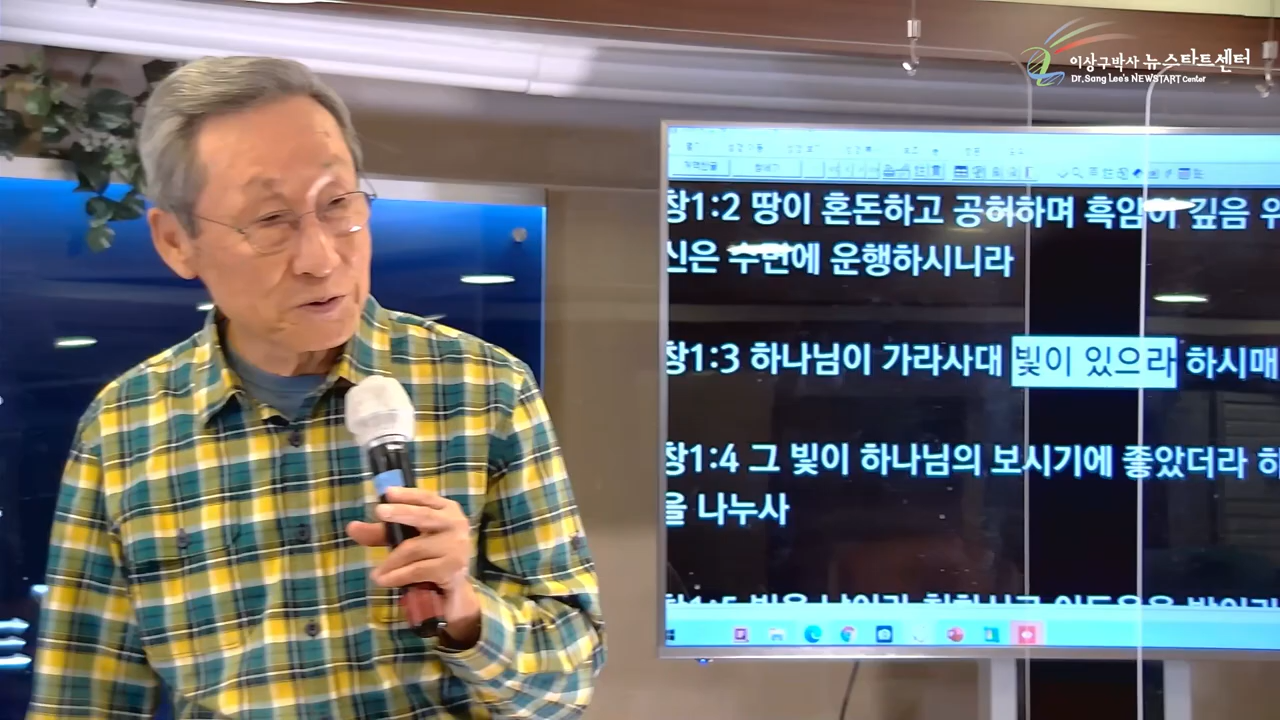 이상구박사 뉴스타트센터
Dr. Sang Lee's NEWSTART Center
창1:2 땅이 혼돈하고 공허하며 흑암이 깊음 위
신은 수면에 운행하시니라
창1:3 하나님이 가라사대 빛이 있으라 하시매
창1:4 그 빛이 하나님의 보시기에 좋았더라 하
을 나누사